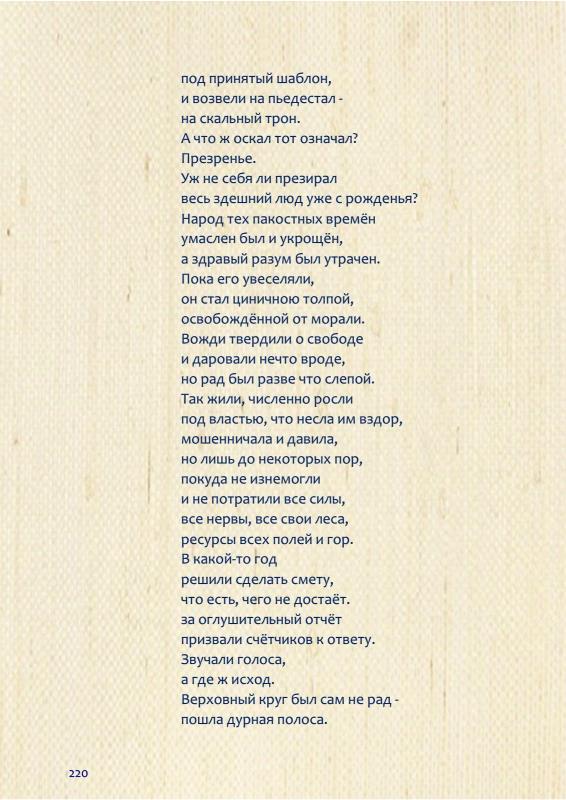 под принятый шаблон,
и возвели на пьедестал -
на скальный трон.
А что ж оскал тот означал?
Презренье.
Уж не себя ли презирал
весь здешний люд уже с рожденья?
Народ тех пакостных времён
умаслен был и укрощён,
а здравый разум был утрачен.
Пока его увеселяли,
он стал циничною толпой,
освобождённой от морали.
Вожди твердили о свободе
и даровали нечто вроде,
но рад был разве что слепой.
Так жили, численно росли
под властью, что несла им вздор,
мошенничала и давила,
но лишь до некоторых пор,
покуда не изнемогли
и не потратили все силы,
все нервы, все свои леса,
ресурсы всех полей и гор.
В какой-то год
решили сделать смету,
что есть, чего не достаёт.
за оглушительный отчёт
призвали счётчиков к ответу.
Звучали голоса,
а где ж исход.
Верховный круг был сам не рад -
пошла дурная полоса.
220